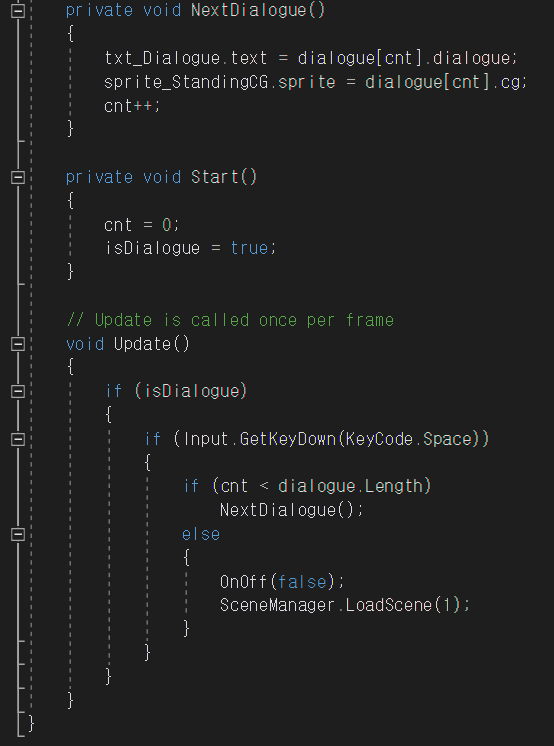 private void NextDialogue()
{
txt_Dialogue.text = dialogue[cnt].dialogue;
sprite_StandingCG.sprite = dialogue[cnt].cg;
cnt++;
}
private void Start()
{
cnt = 0;
isDialogue = true;
}
// Update is called once per frame
void Update()
{
if (isDialogue)
{
if (Input.GetKeyDown(KeyCode.Space))
{
if (cnt < dialogue.Length)
NextDialogue();
else
{
OnOff(false);
SceneManager.LoadScene(1);
}
}
}
}
}